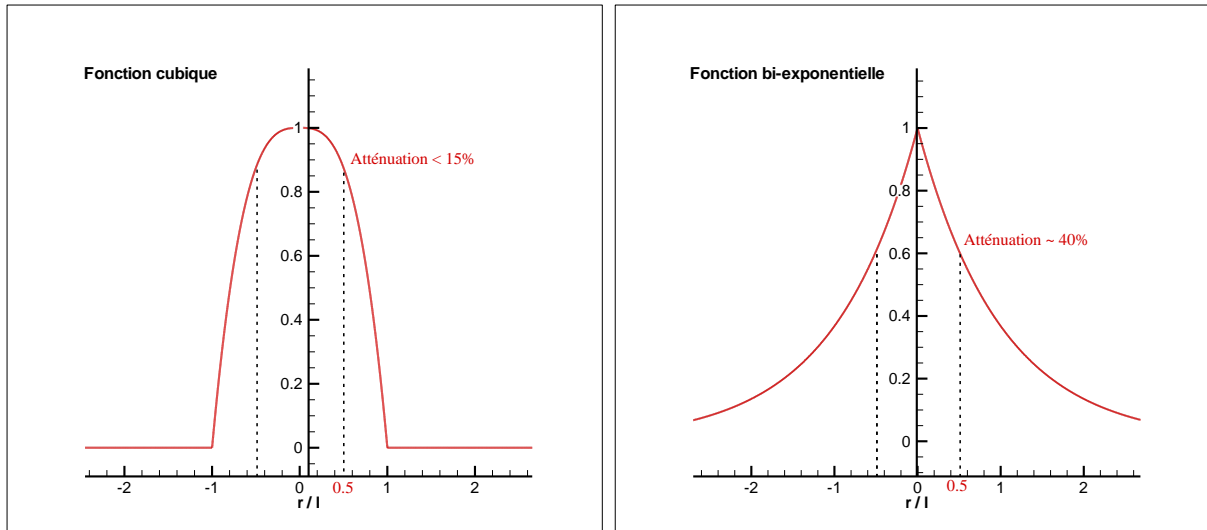 Fonction cubique
1
Atténuation < 15%
0.8
0.6
0.4
0.2
0
-2 -1 0 0.5 1 2
r / l
Fonction bi-exponentielle
1
0.8
Atténuation ~ 40%
0.6
0.4
0.2
0
-2 -1 0 0.5 1 2
r / l